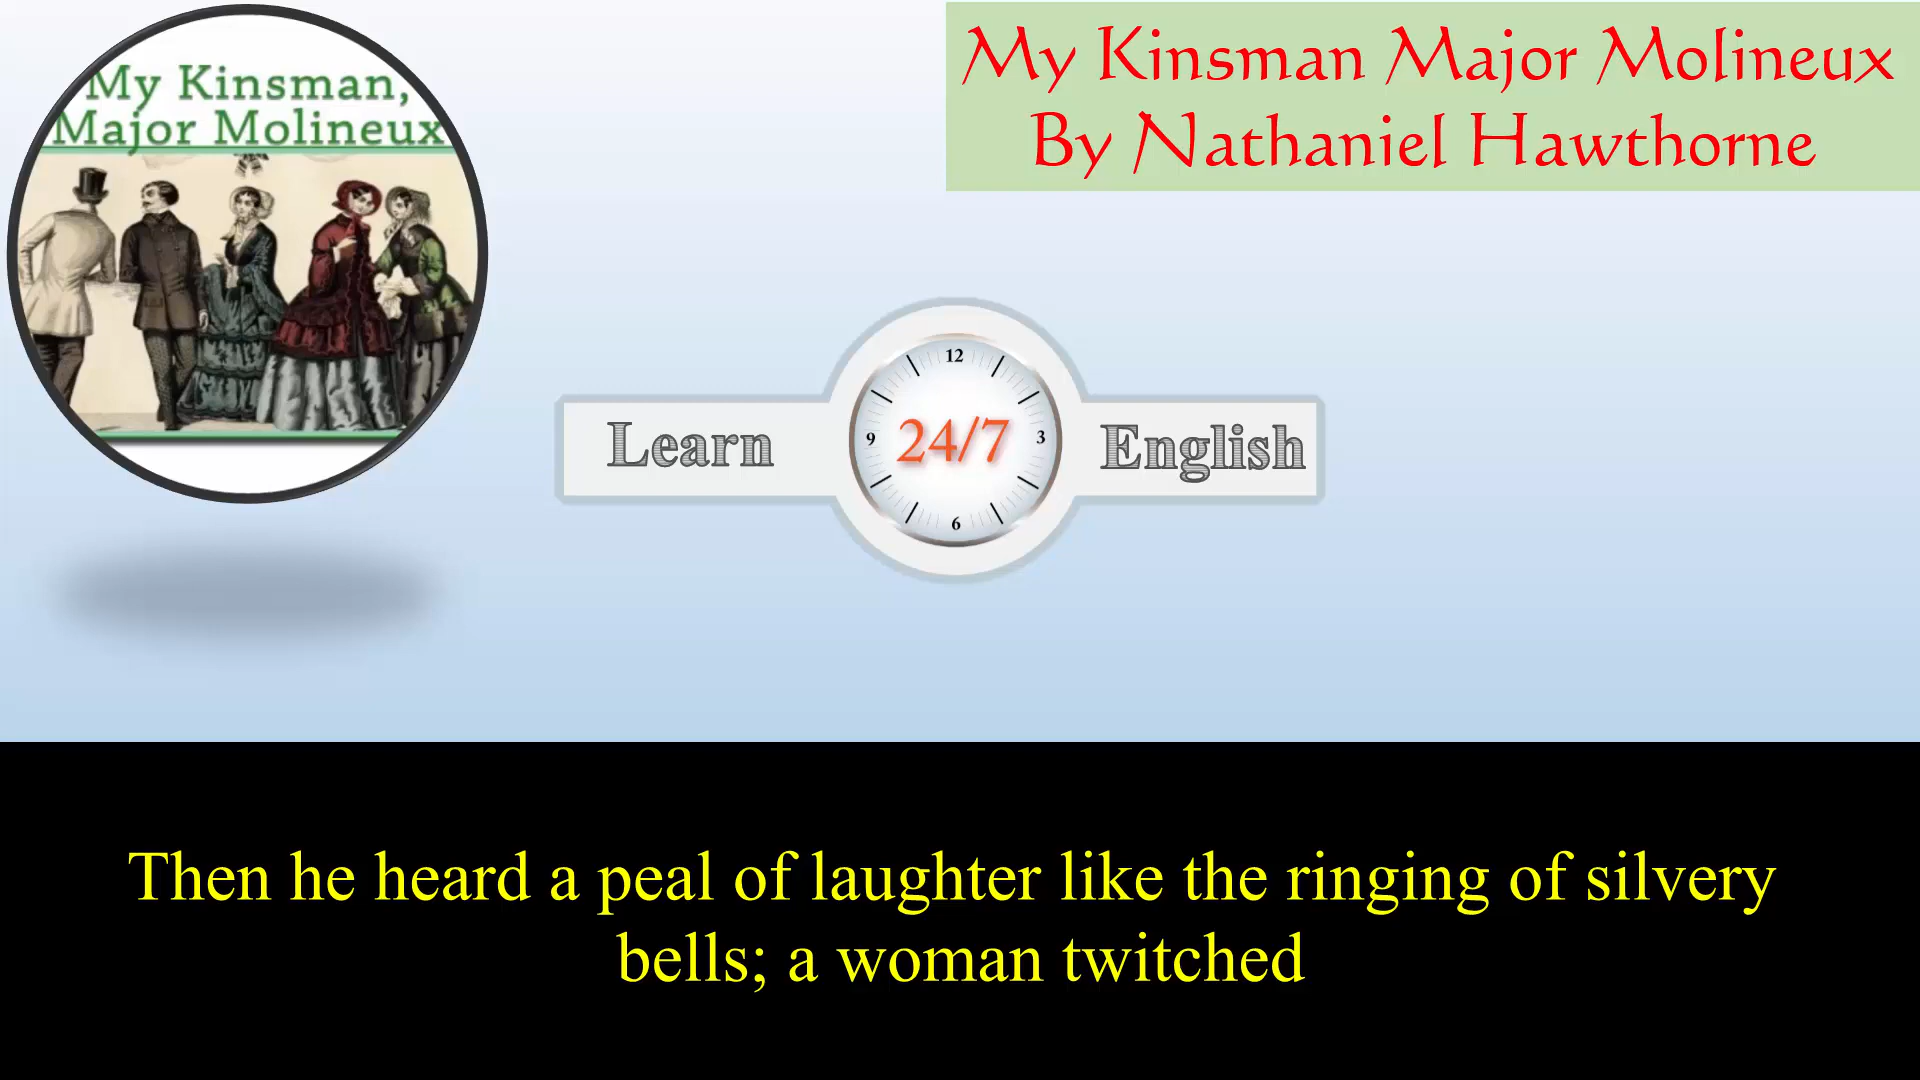 My Kinsman,
Major Molineux
My Kinsman Major Molineux
By Nathaniel Hawthorne
12
9
3
6
Learn
24/7
English
Then he heard a peal of laughter like the ringing of silvery
bells; a woman twitched